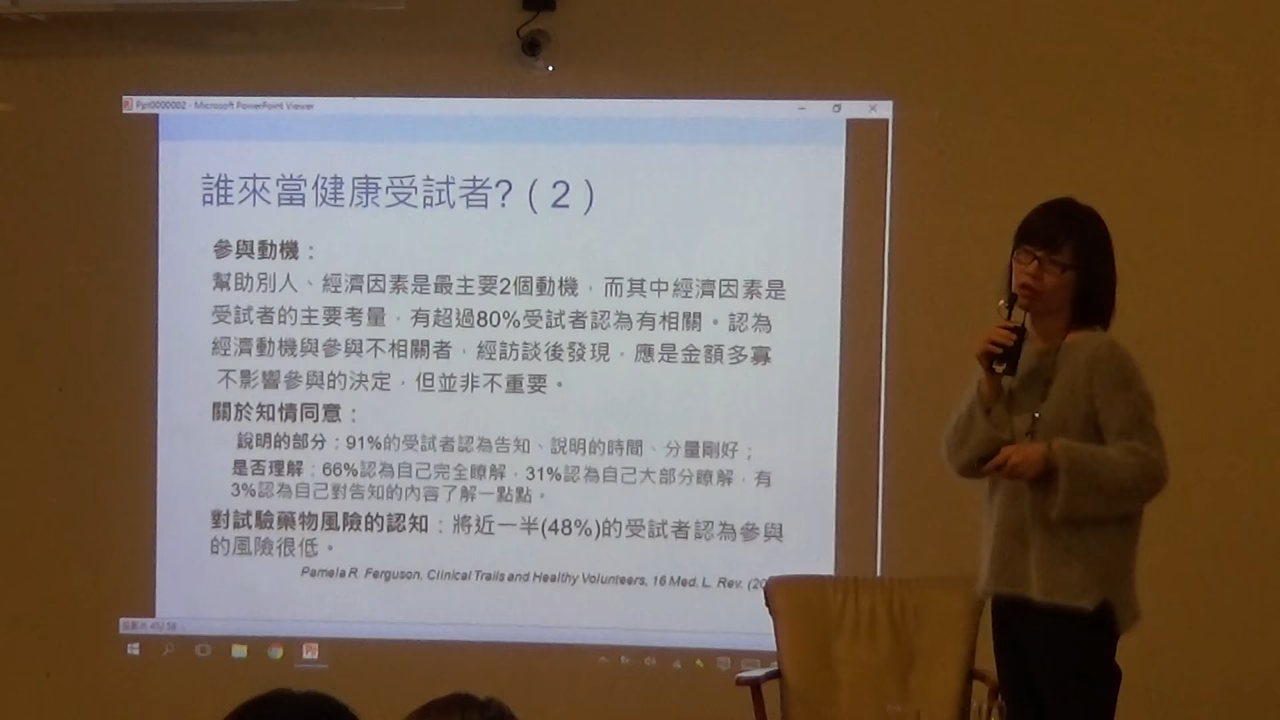 Ppt0000002 - Microsoft PowerPoint Viewer
誰來當健康受試者?（2）
參與動機：
幫助別人、經濟因素是最主要2個動機，而其中經濟因素是
受試者的主要考量，有超過80%受試者認為有相關。認為
經濟動機與參與不相關者，經訪談後發現，應是金額多寡
不影響參與的決定，但並非不重要。
關於知情同意：
說明的部分：91%的受試者認為告知、說明的時間、分量剛好；
是否理解：66%認為自己完全瞭解，31%認為自己大部分瞭解，有
3%認為自己對告知的內容了解一點點。
對試驗藥物風險的認知：將近一半(48%)的受試者認為參與
的風險很低。
Pamela R. Ferguson, Clinical Trails and Healthy Volunteers, 16 Med. L. Rev. (20